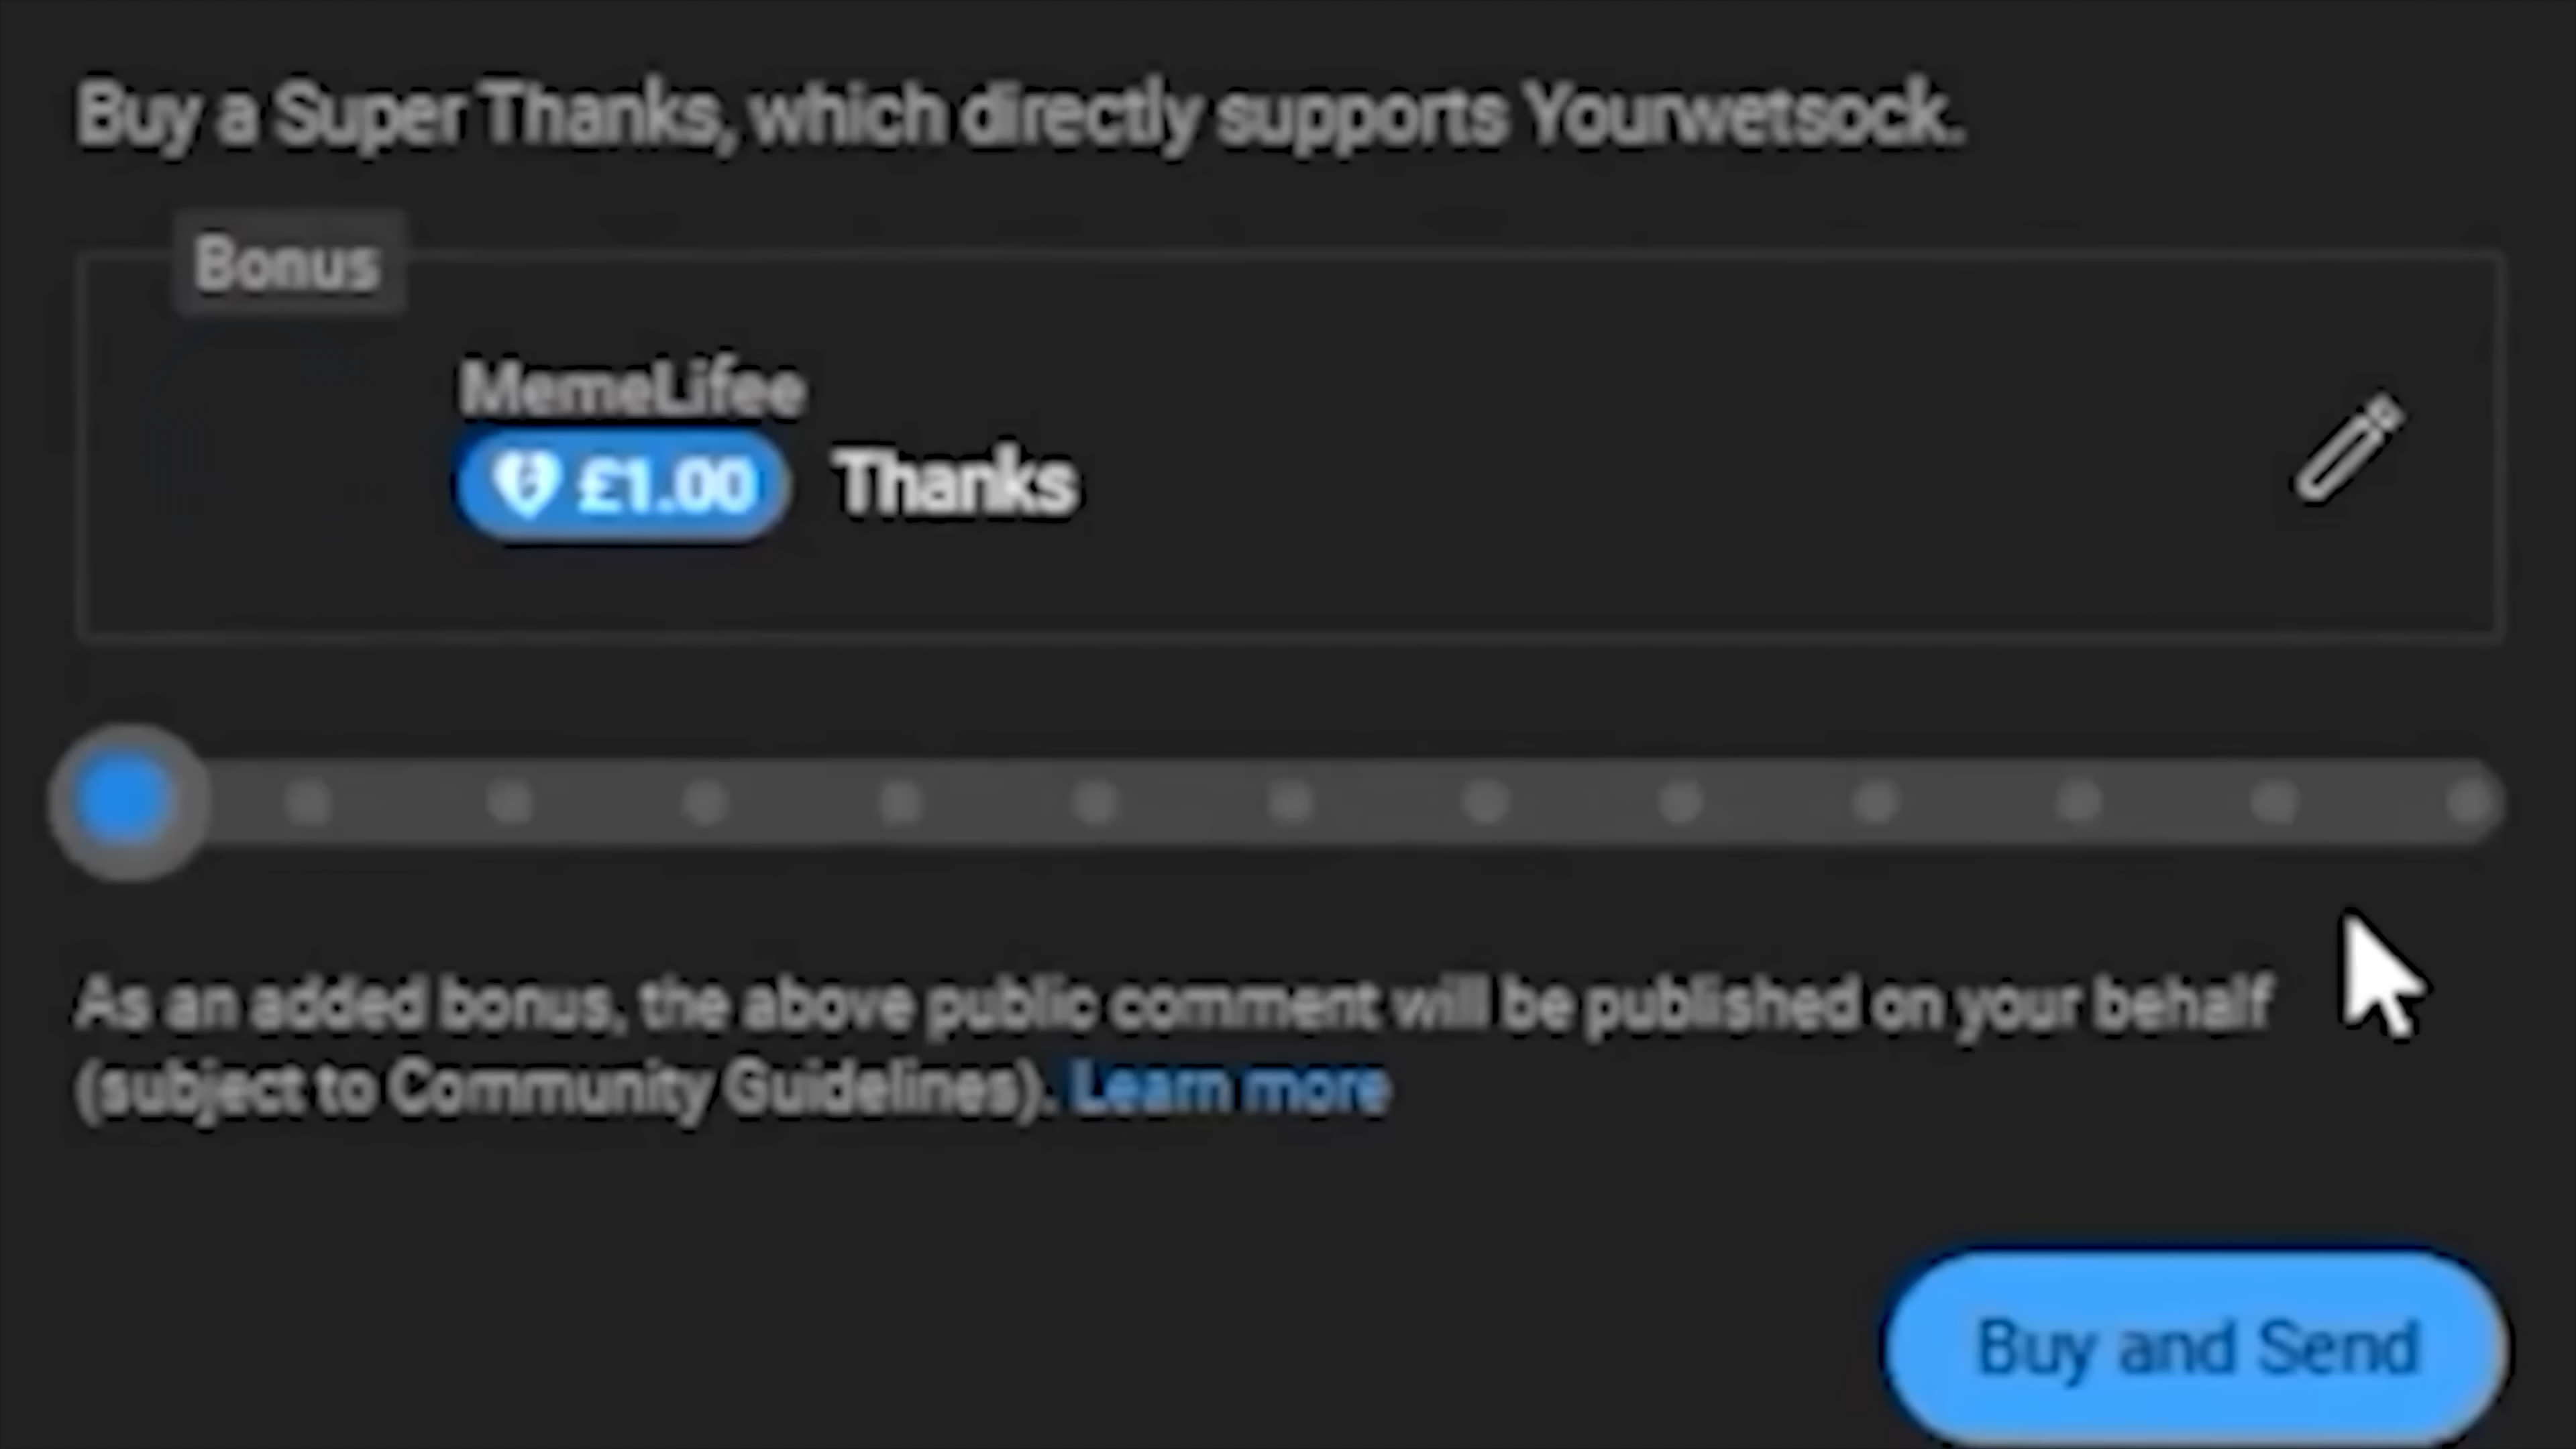 Buy a Super Thanks, which directly supports Yourwetsock.
Bonus
MemeLifee
£1.00 Thanks
As an added bonus, the above public comment will be published on your behalf
(subject to Community Guidelines). Learn more
Buy and Send